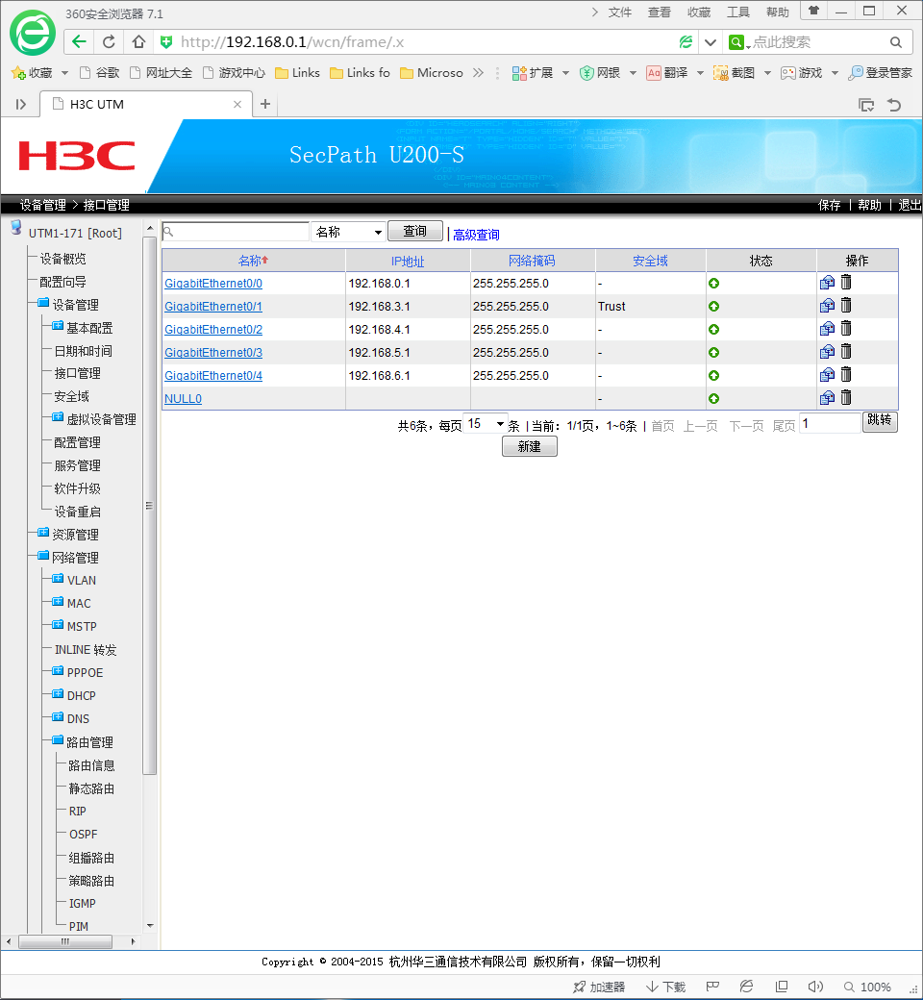 360安全浏览器 7.1
文件 查看 收藏 工具 帮助
http://192.168.0.1/wcn/frame/.x
点此搜索
收藏 谷歌 网址大全 游戏中心 Links Links fo Microso 扩展 网银 翻译 截图 游戏 登录管家
H3C UTM
H3C
SecPath U200-S
设备管理 > 接口管理
保存 | 帮助 | 退出
UTM1-171 [Root]
设备概览
配置向导
设备管理
基本配置
日期和时间
接口管理
安全域
虚拟设备管理
配置管理
服务管理
软件升级
设备重启
资源管理
网络管理
VLAN
MAC
MSTP
INLINE 转发
PPPOE
DHCP
DNS
路由管理
路由信息
静态路由
RIP
OSPF
组播路由
策略路由
IGMP
PIM
名称 查询 | 高级查询
名称 IP地址 网络掩码 安全域 状态 操作
GigabitEthernet0/0 192.168.0.1 255.255.255.0 -
GigabitEthernet0/1 192.168.3.1 255.255.255.0 Trust
GigabitEthernet0/2 192.168.4.1 255.255.255.0 -
GigabitEthernet0/3 192.168.5.1 255.255.255.0 -
GigabitEthernet0/4 192.168.6.1 255.255.255.0 -
NULL0 -
共6条，每页 15 条 | 当前：1/1页，1~6条 | 首页 上一页 下一页 尾页 1 跳转
新建
Copyright © 2004-2015 杭州华三通信技术有限公司 版权所有，保留一切权利
加速器 下载 100%